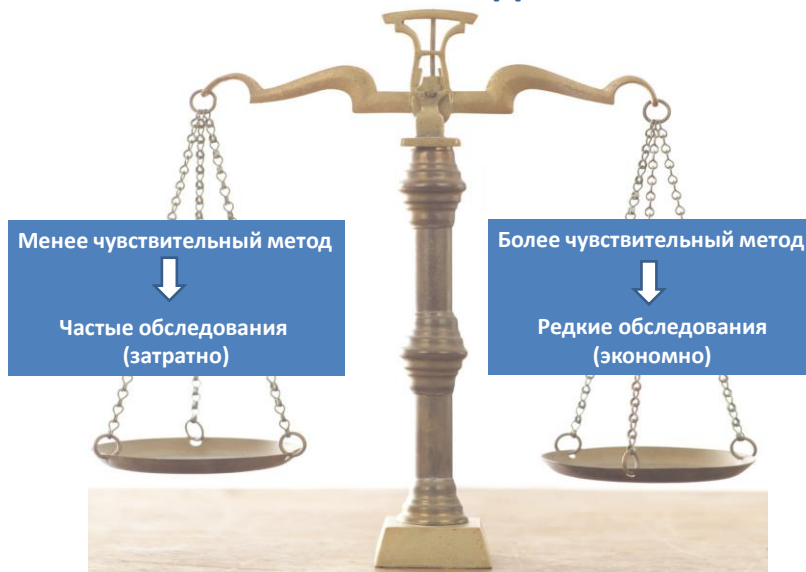 Менее чувствительный метод
Частые обследования
(затратно)
Более чувствительный метод
Редкие обследования
(экономно)